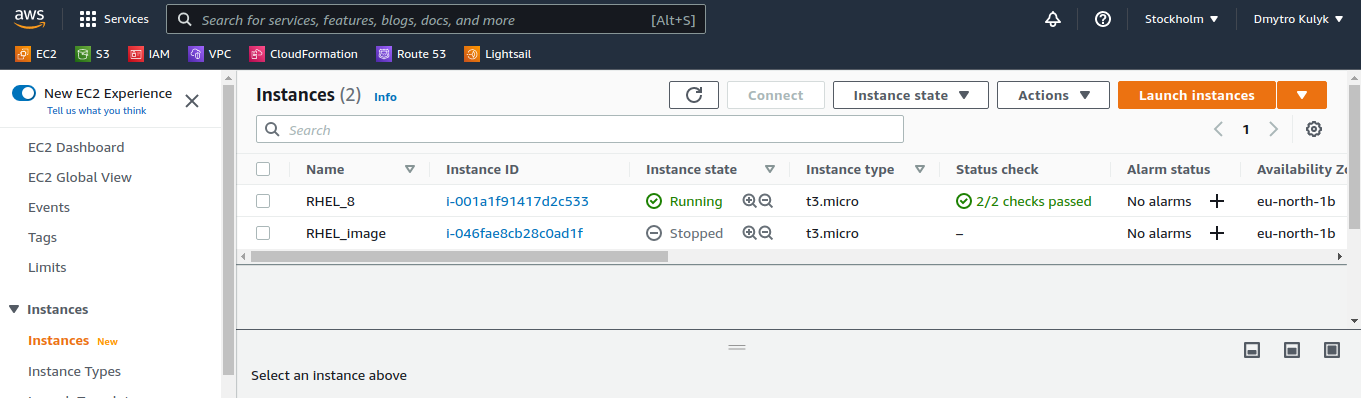 aws Services Search for services, features, blogs, docs, and more [Alt+S] Stockholm Dmytro Kulyk
EC2 S3 IAM VPC CloudFormation Route 53 Lightsail
New EC2 Experience
Tell us what you think
EC2 Dashboard
EC2 Global View
Events
Tags
Limits
Instances
Instances New
Instance Types
Instances (2) Info Connect Instance state Actions Launch instances
Search 1
Name Instance ID Instance state Instance type Status check Alarm status Availability Zo
RHEL_8 i-001a1f91417d2c533 Running t3.micro 2/2 checks passed No alarms eu-north-1b
RHEL_image i-046fae8cb28c0ad1f Stopped t3.micro – No alarms eu-north-1b
Select an instance above